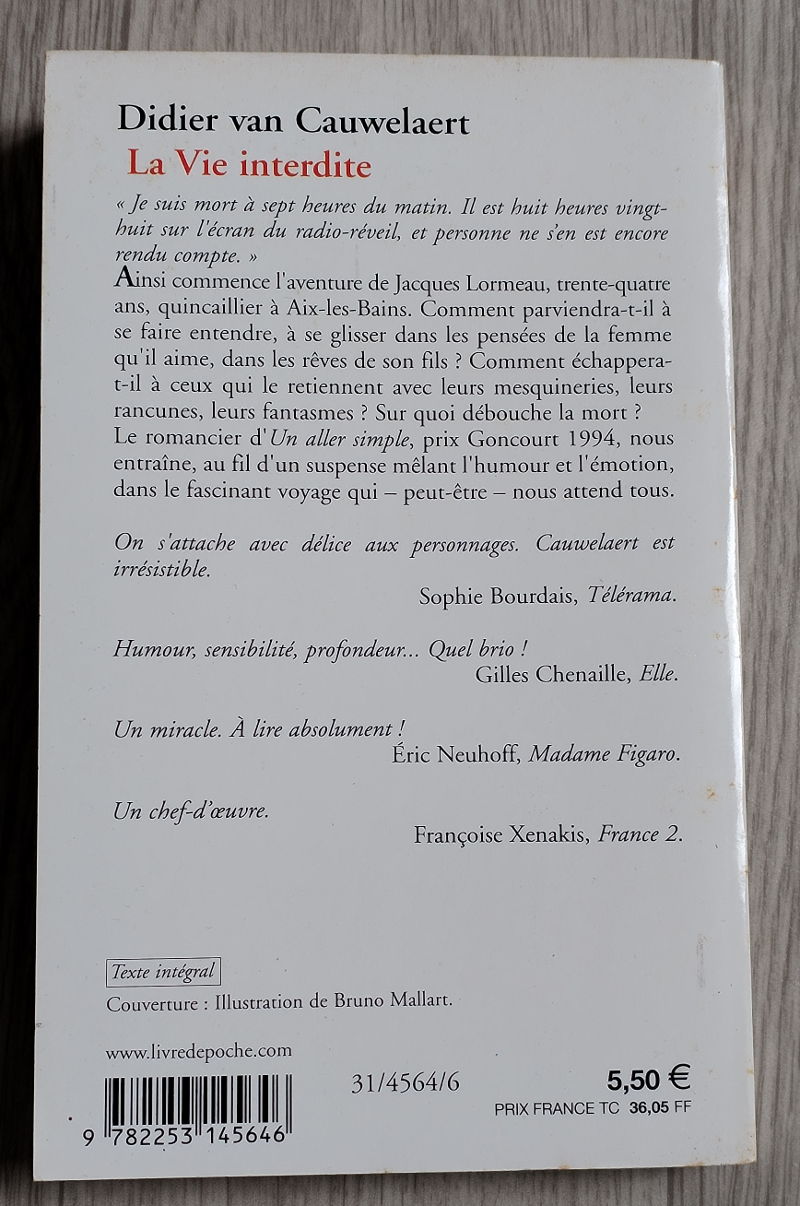 Didier van Cauwelaert
La Vie interdite
« Je suis mort à sept heures du matin. Il est huit heures vingt-
huit sur l'écran du radio-réveil, et personne ne s'en est encore
rendu compte. »
Ainsi commence l'aventure de Jacques Lormeau, trente-quatre
ans, quincaillier à Aix-les-Bains. Comment parviendra-t-il à
se faire entendre, à se glisser dans les pensées de la femme
qu'il aime, dans les rêves de son fils ? Comment échappera-
t-il à ceux qui le retiennent avec leurs mesquineries, leurs
rancunes, leurs fantasmes ? Sur quoi débouche la mort ?
Le romancier d'Un aller simple, prix Goncourt 1994, nous
entraîne, au fil d'un suspense mêlant l'humour et l'émotion,
dans le fascinant voyage qui – peut-être – nous attend tous.
On s'attache avec délice aux personnages. Cauwelaert est
irrésistible.
Sophie Bourdais, Télérama.
Humour, sensibilité, profondeur... Quel brio !
Gilles Chenaille, Elle.
Un miracle. À lire absolument !
Éric Neuhoff, Madame Figaro.
Un chef-d'œuvre.
Françoise Xenakis, France 2.
Texte intégral
Couverture : Illustration de Bruno Mallart.
www.livredepoche.com
31/4564/6
5,50 €
PRIX FRANCE TC 36,05 FF
9 782253 145646